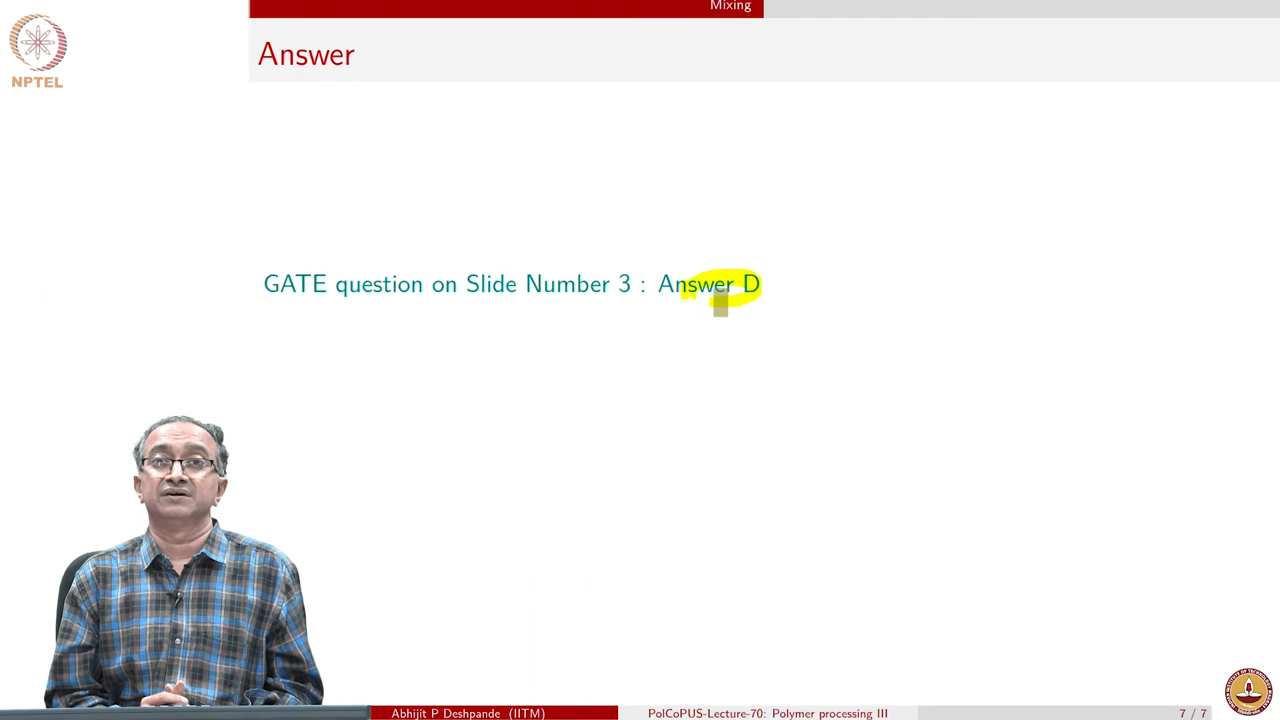 Mixing
NPTEL
Answer
GATE question on Slide Number 3 : Answer D
Abhijit P Deshpande (IITM)
PolCoPUS-Lecture-70: Polymer processing III
7 / 7